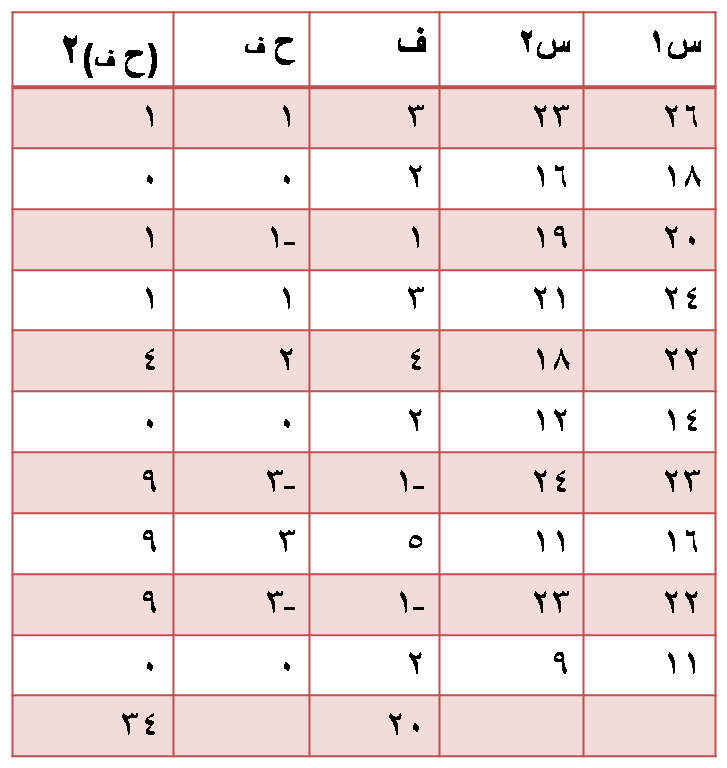 س١ س٢ ف ح ف (ح ف)٢
٢٦ ٢٣ ٣ ١ ١
١٨ ١٦ ٢ ٠ ٠
٢٠ ١٩ ١ -١ ١
٢٤ ٢١ ٣ ١ ١
٢٢ ١٨ ٤ ٢ ٤
١٤ ١٢ ٢ ٠ ٠
٢٣ ٢٤ -١ -٣ ٩
١٦ ١١ ٥ ٣ ٩
٢٢ ٢٣ -١ -٣ ٩
١١ ٩ ٢ ٠ ٠
٢٠ ٣٤